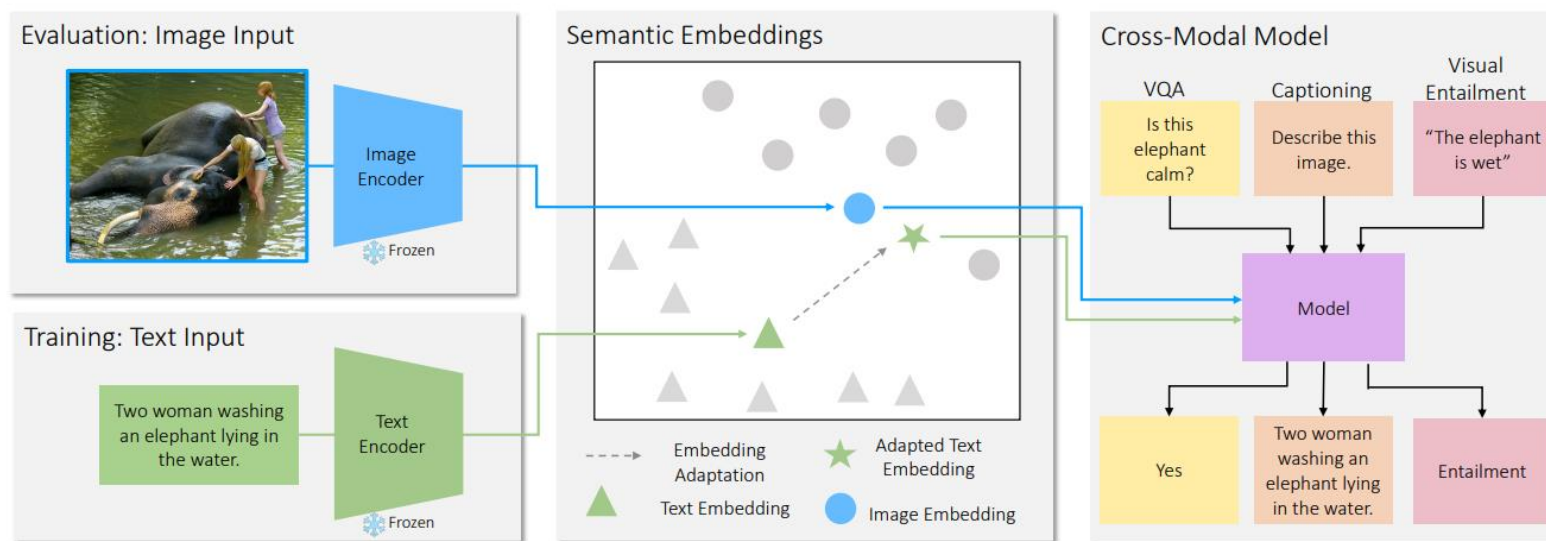 Evaluation: Image Input
Image
Encoder
Frozen
Training: Text Input
Two woman washing
an elephant lying in
the water.
Text
Encoder
Frozen
Semantic Embeddings
Embedding
Adaptation
Adapted Text
Embedding
Text Embedding
Image Embedding
Cross-Modal Model
VQA
Captioning
Visual
Entailment
Is this
elephant
calm?
Describe this
image.
“The elephant
is wet”
Model
Yes
Two woman
washing an
elephant lying
in the water.
Entailment